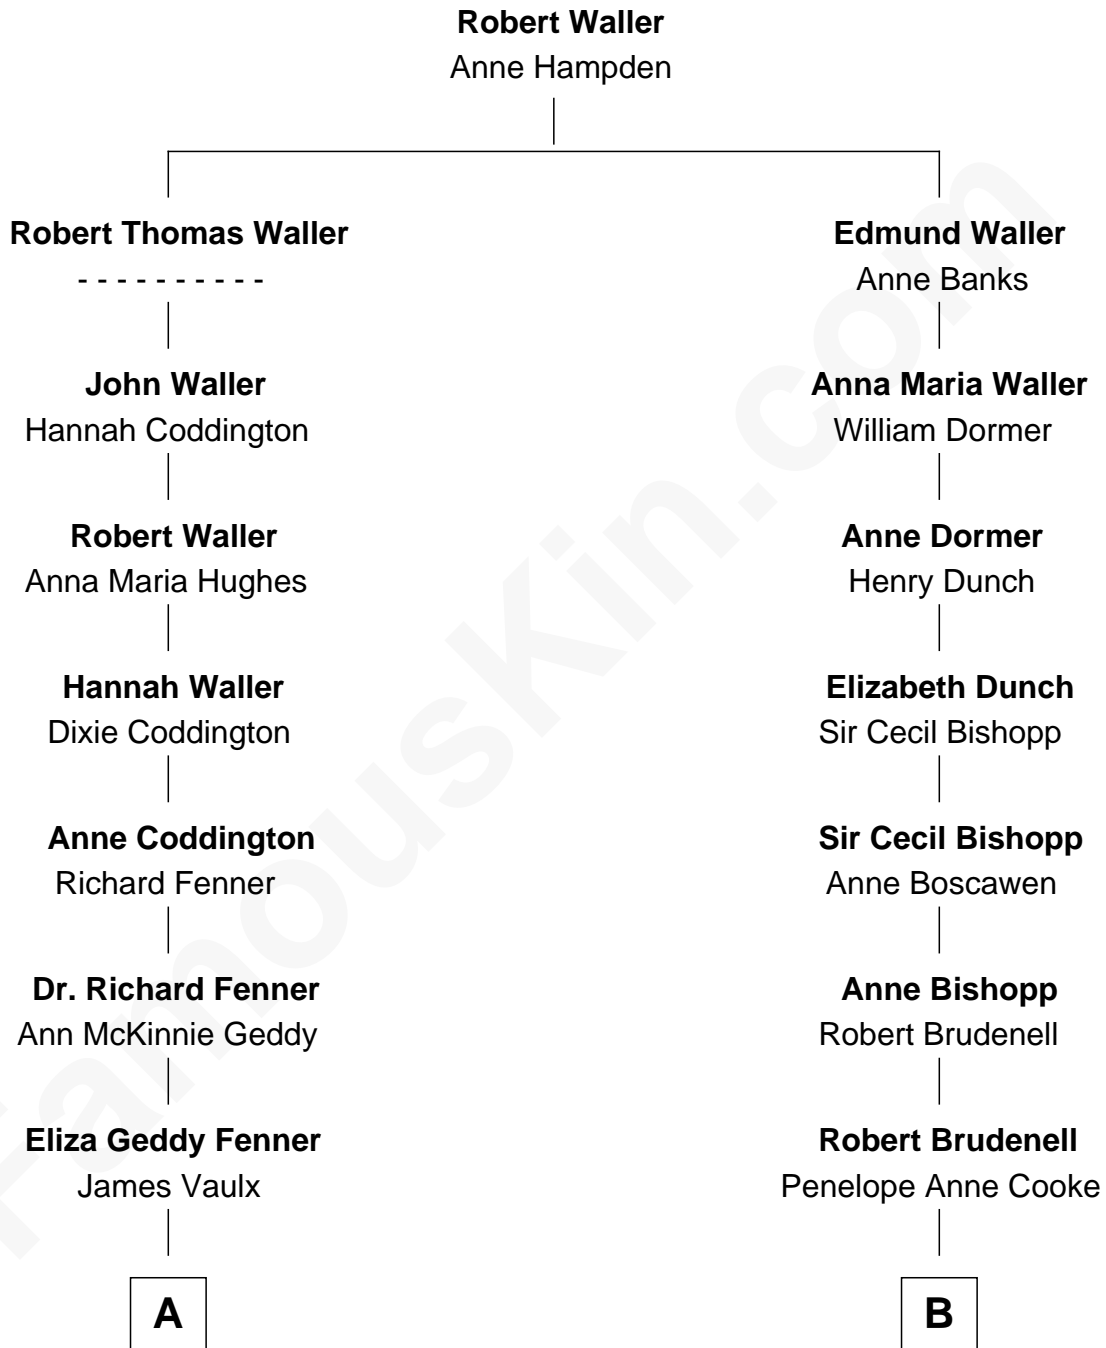 Robert Waller
Anne Hampden
Robert Thomas Waller
- - - - - - - - - -
John Waller
Hannah Coddington
Robert Waller
Anna Maria Hughes
Hannah Waller
Dixie Coddington
Anne Coddington
Richard Fenner
Dr. Richard Fenner
Ann McKinnie Geddy
Eliza Geddy Fenner
James Vaulx
A
Edmund Waller
Anne Banks
Anna Maria Waller
William Dormer
Anne Dormer
Henry Dunch
Elizabeth Dunch
Sir Cecil Bishopp
Sir Cecil Bishopp
Anne Boscawen
Anne Bishopp
Robert Brudenell
Robert Brudenell
Penelope Anne Cooke
B
FamousKin.com